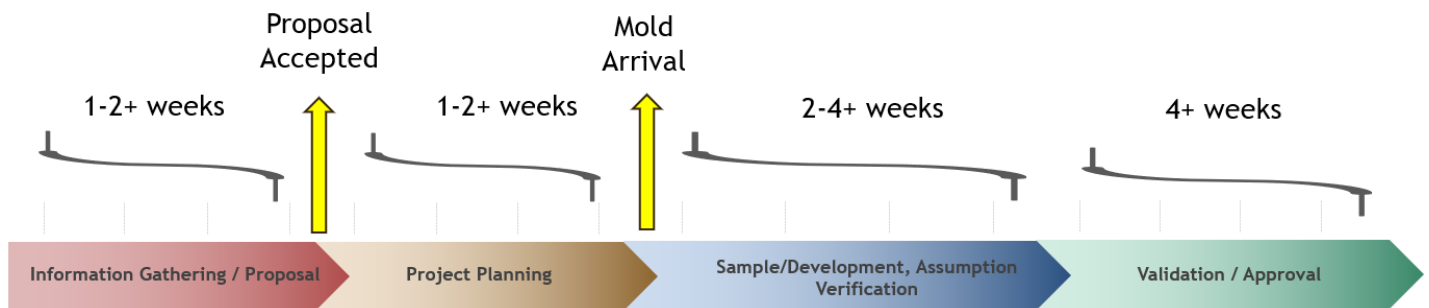 Proposal
Accepted
Mold
Arrival
1-2+ weeks
1-2+ weeks
2-4+ weeks
4+ weeks
Information Gathering / Proposal
Project Planning
Sample/Development, Assumption
Verification
Validation / Approval